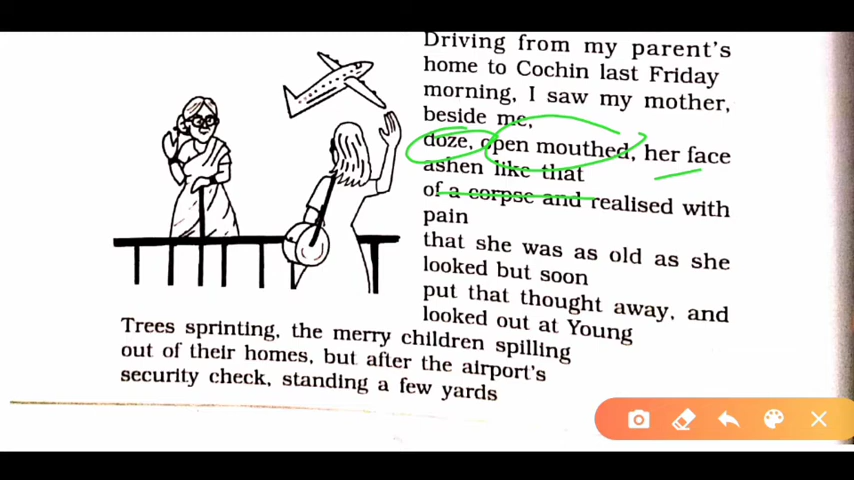 Driving from my parent's
home to Cochin last Friday
morning, I saw my mother,
beside me,
doze, open mouthed, her face
ashen like that
of a corpse and realised with
pain
that she was as old as she
looked but soon
put that thought away, and
looked out at Young
Trees sprinting, the merry children spilling
out of their homes, but after the airport's
security check, standing a few yards